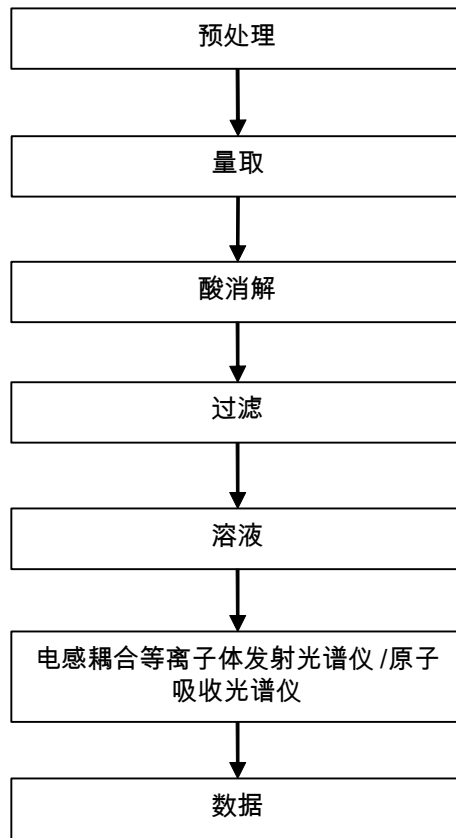 预处理
量取
酸消解
过滤
溶液
电感耦合等离子体发射光谱仪 /原子
吸收光谱仪
数据